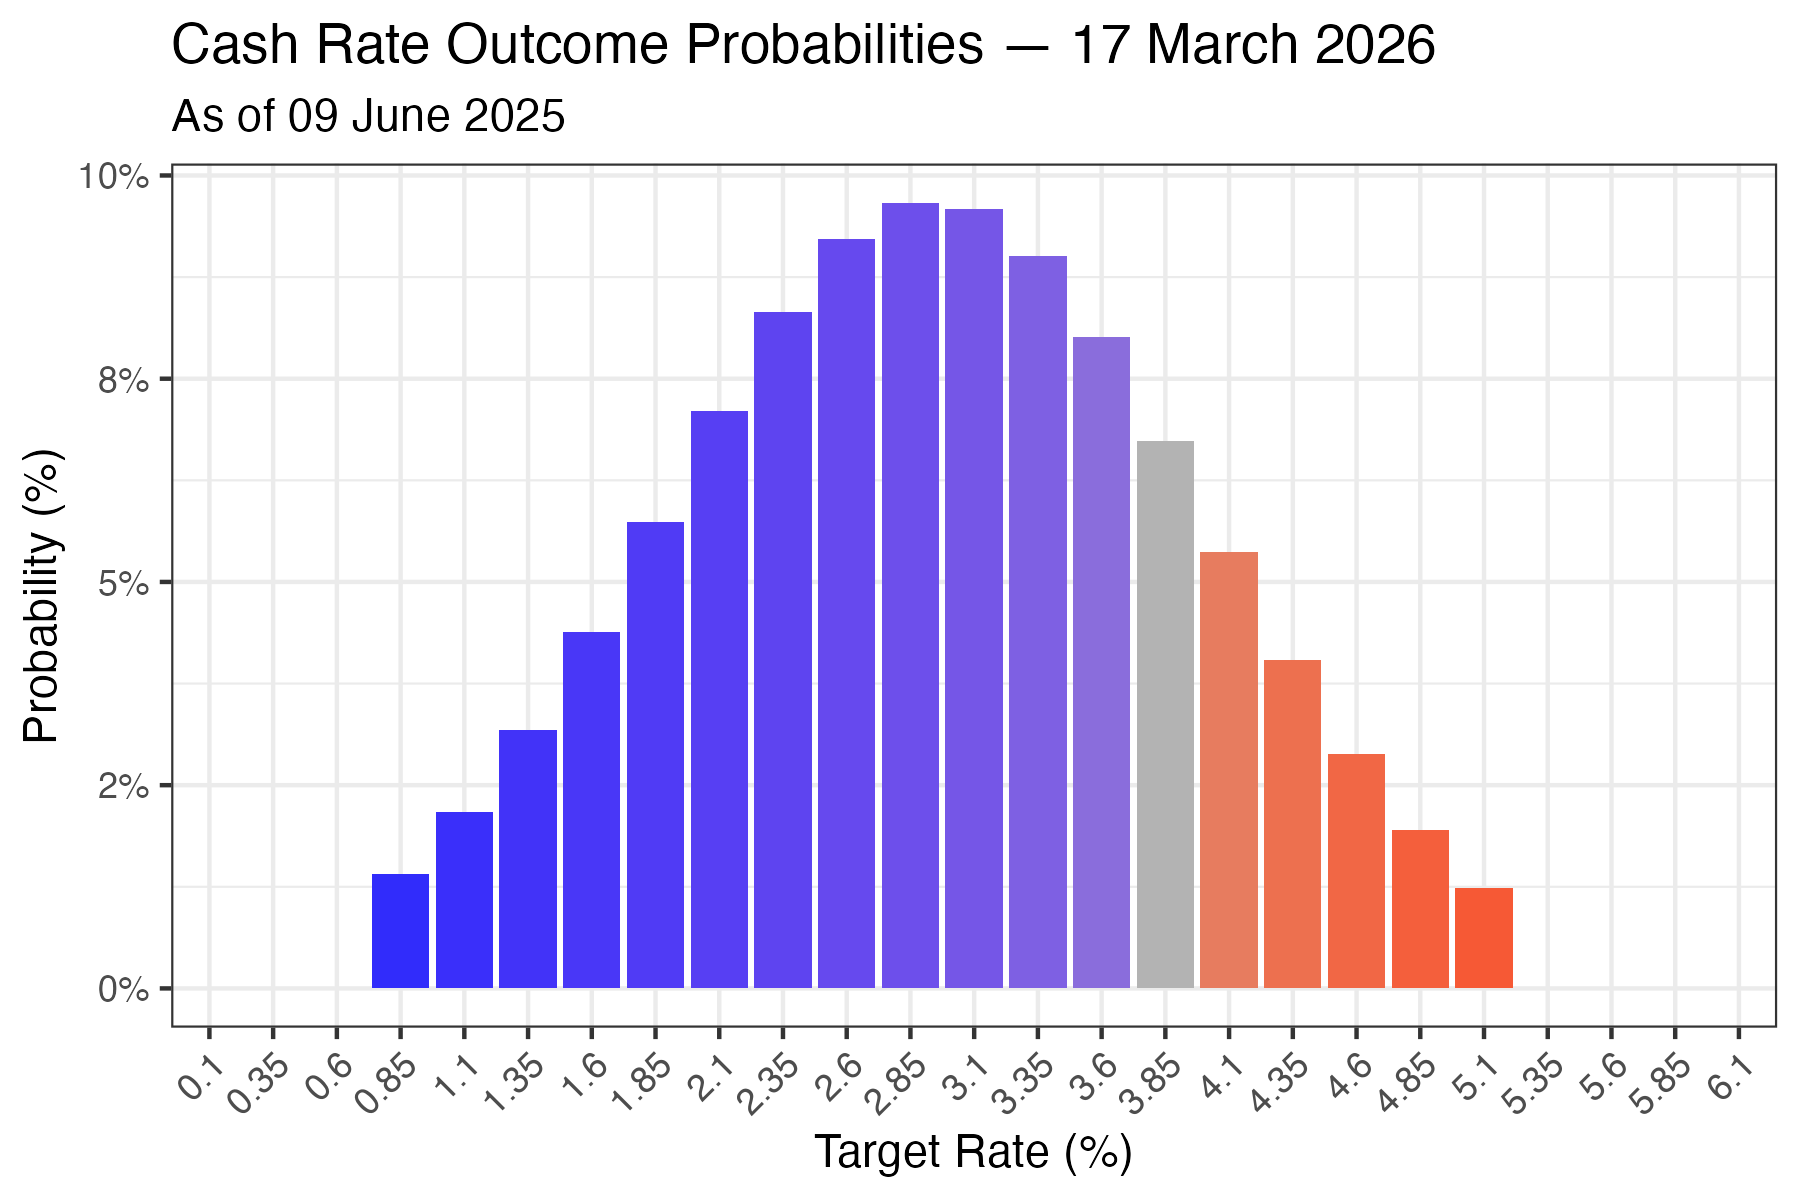 Cash Rate Outcome Probabilities — 17 March 2026
As of 09 June 2025
Probability (%)
10%
8%
5%
2%
0%
0.1 0.35 0.6 0.85 1.1 1.35 1.6 1.85 2.1 2.35 2.6 2.85 3.1 3.35 3.6 3.85 4.1 4.35 4.6 4.85 5.1 5.35 5.6 5.85 6.1
Target Rate (%)